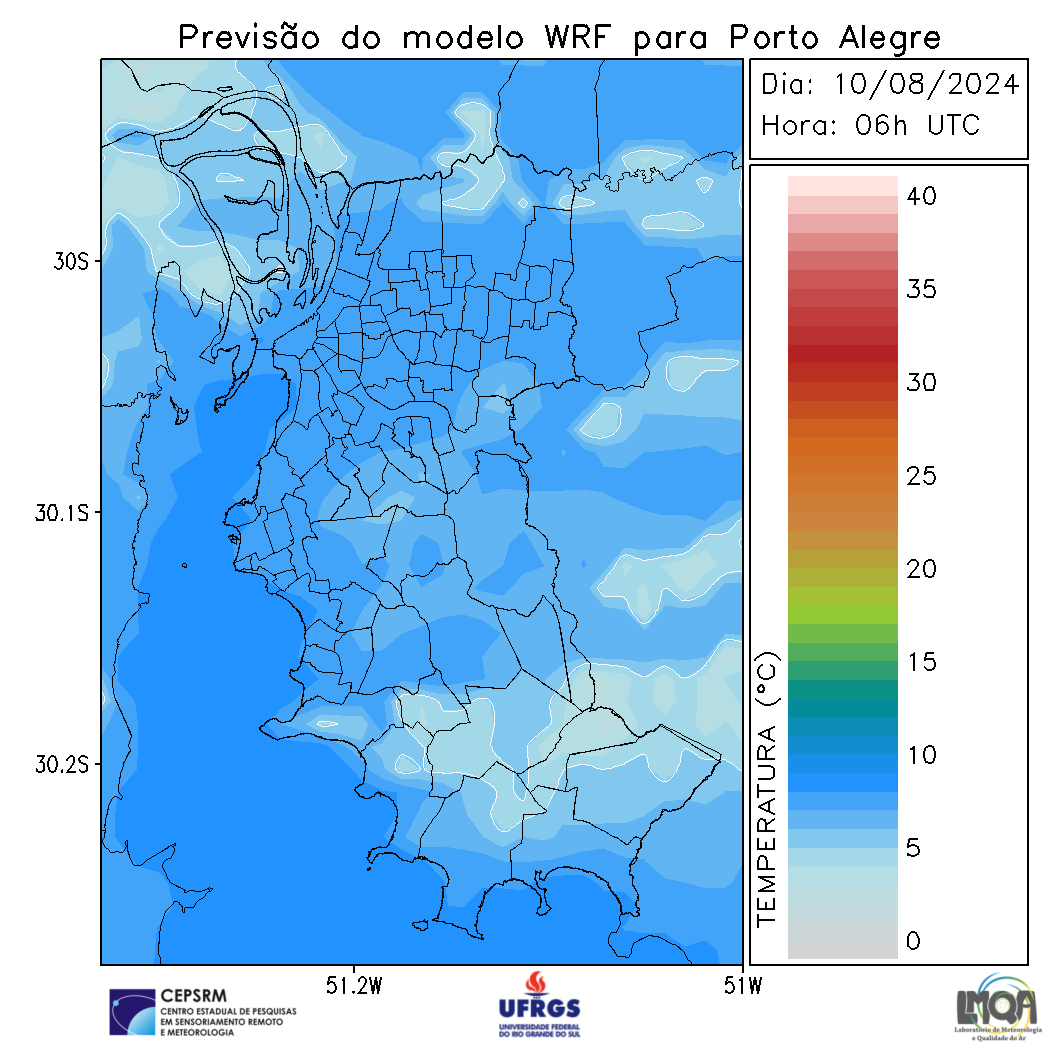 Previsão do modelo WRF para Porto Alegre
Dia: 10/08/2024
Hora: 06h UTC
40
35
30
25
20
15
10
5
0
TEMPERATURA (°C)
30S
30.1S
30.2S
51.2W
51W
CEPSRM
CENTRO ESTADUAL DE PESQUISAS
EM SENSORIAMENTO REMOTO
E METEOROLOGIA
UFRGS
UNIVERSIDADE FEDERAL
DO RIO GRANDE DO SUL
LMQA
Laboratório de Meteorologia
e Qualidade do Ar